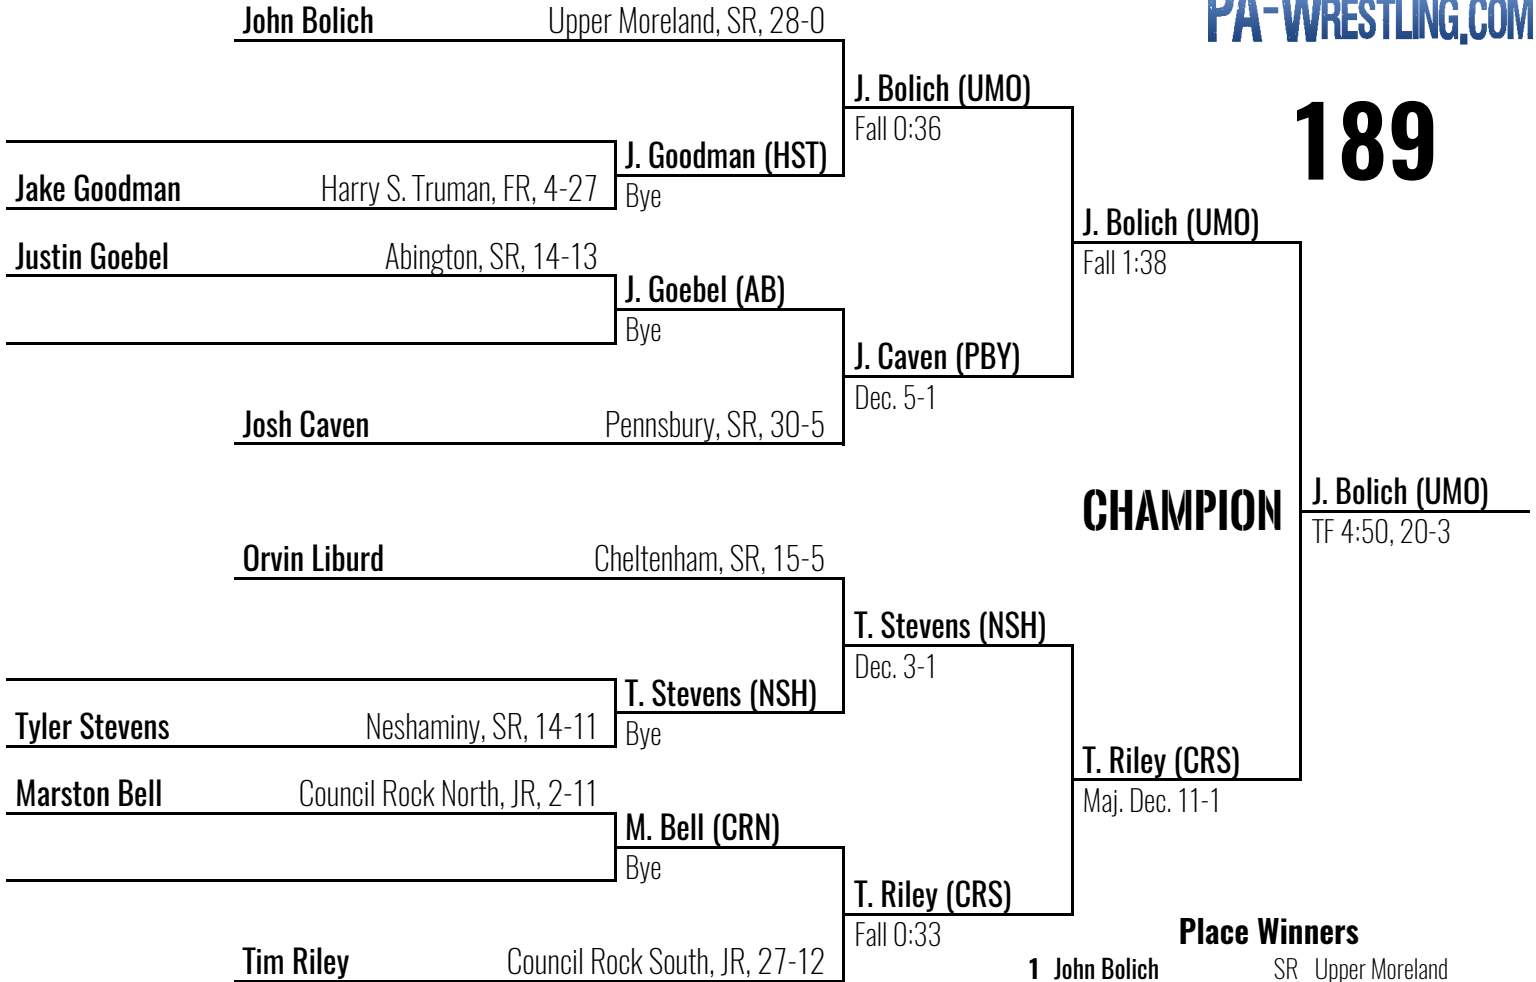 John Bolich Upper Moreland, SR, 28-0
PA-WRESTLING.COM
J. Bolich (UMO)
Fall 0:36
189
J. Goodman (HST)
Jake Goodman Harry S. Truman, FR, 4-27
Bye
J. Bolich (UMO)
Fall 1:38
Justin Goebel Abington, SR, 14-13
J. Goebel (AB)
Bye
J. Caven (PBY)
Dec. 5-1
Josh Caven Pennsbury, SR, 30-5
CHAMPION
J. Bolich (UMO)
TF 4:50, 20-3
Orvin Liburd Cheltenham, SR, 15-5
T. Stevens (NSH)
Dec. 3-1
T. Stevens (NSH)
Tyler Stevens Neshaminy, SR, 14-11
Bye
T. Riley (CRS)
Maj. Dec. 11-1
Marston Bell Council Rock North, JR, 2-11
M. Bell (CRN)
Bye
T. Riley (CRS)
Fall 0:33
Tim Riley Council Rock South, JR, 27-12
Place Winners
1 John Bolich SR Upper Moreland